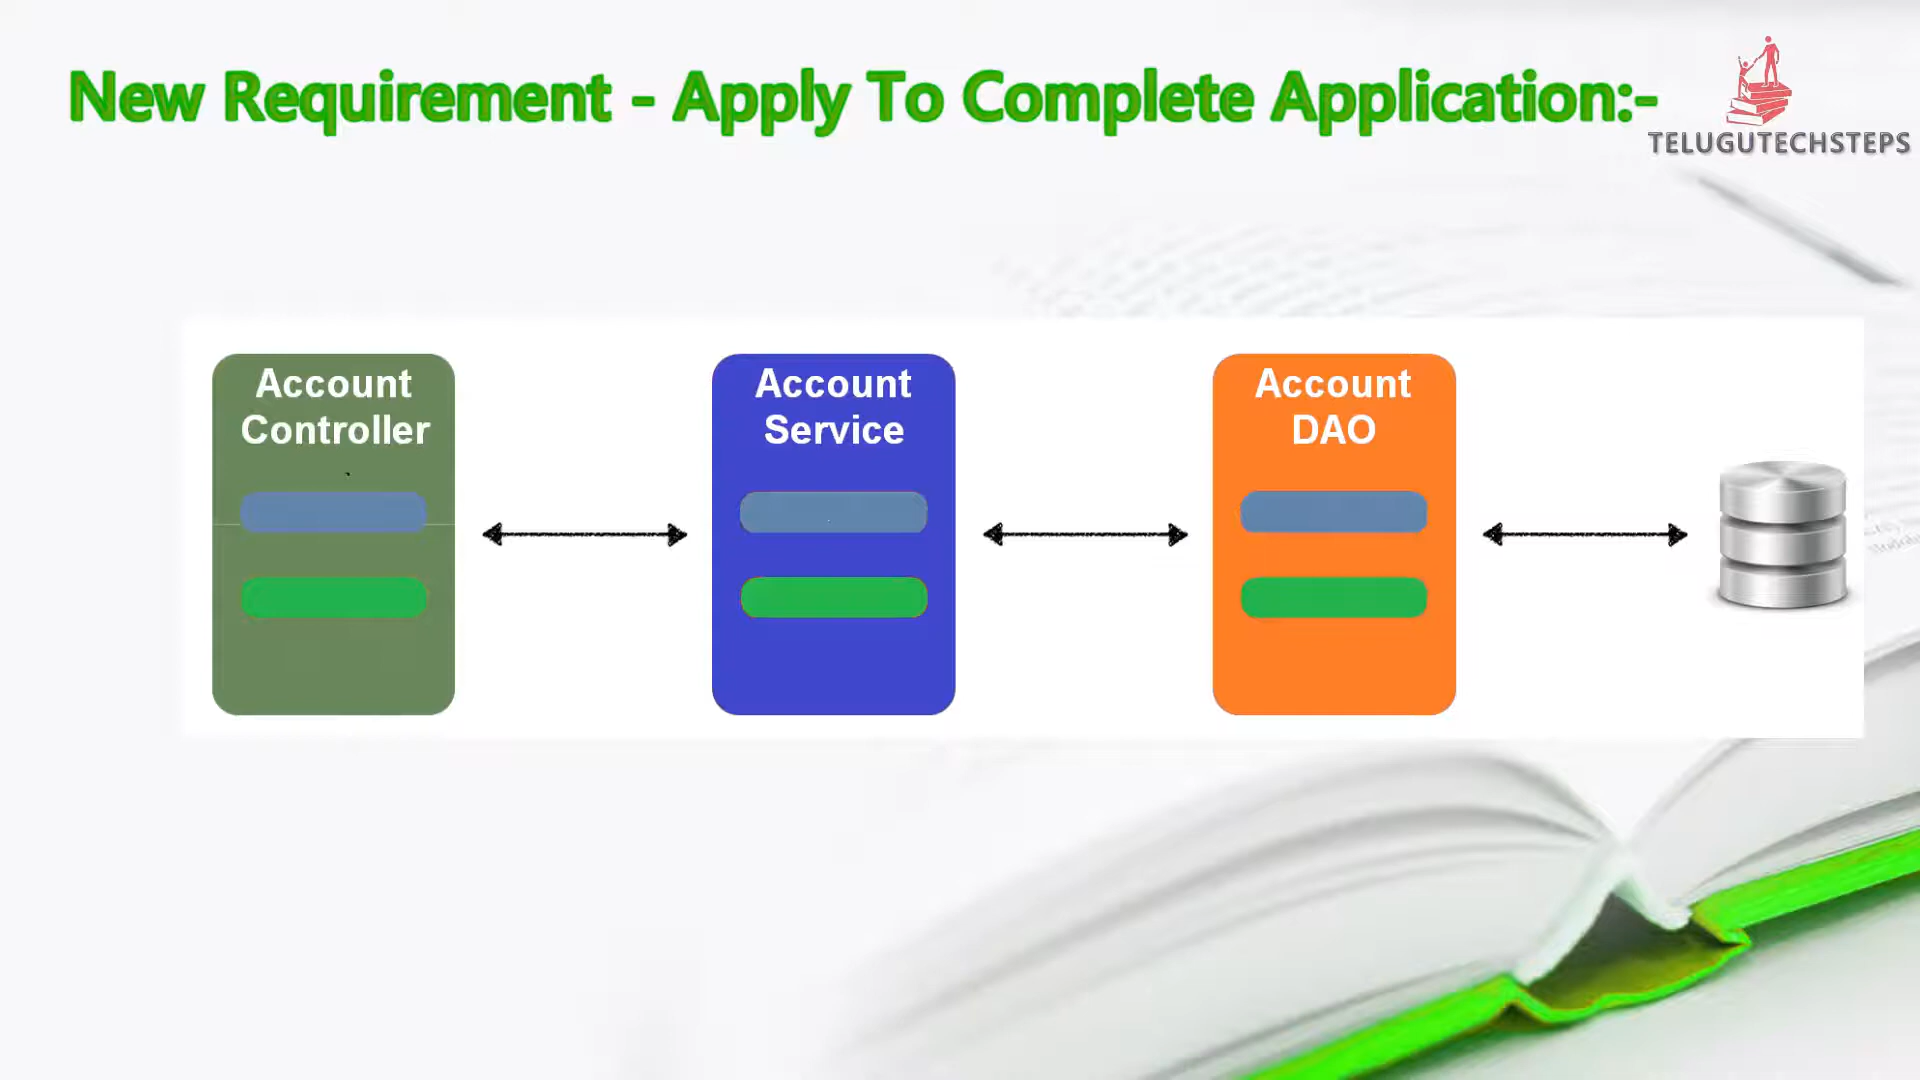 New Requirement - Apply To Complete Application:-
TELUGUTECHSTEPS
Account
Controller
Account
Service
Account
DAO